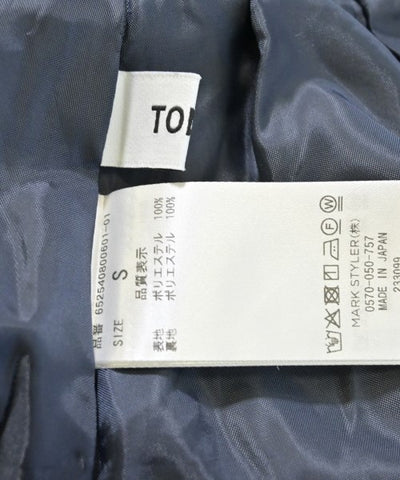 TO
品番 652540800601-01
SIZE S
品質表示
表地 ポリエステル 100%
裏地 ポリエステル 100%
MARK STYLER(株)
0570-050-757
MADE IN JAPAN
233099